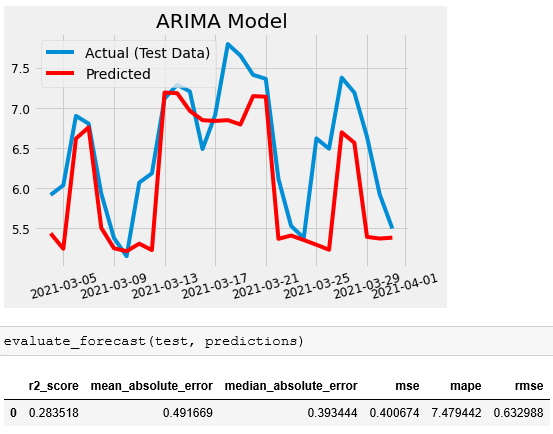 ARIMA Model
Actual (Test Data)
Predicted
7.5
7.0
6.5
6.0
5.5
2021-03-05 2021-03-09 2021-03-13 2021-03-17 2021-03-21 2021-03-25 2021-03-29 2021-04-01
evaluate_forecast(test, predictions)
r2_score mean_absolute_error median_absolute_error mse mape rmse
0 0.283518 0.491669 0.393444 0.400674 7.479442 0.632988